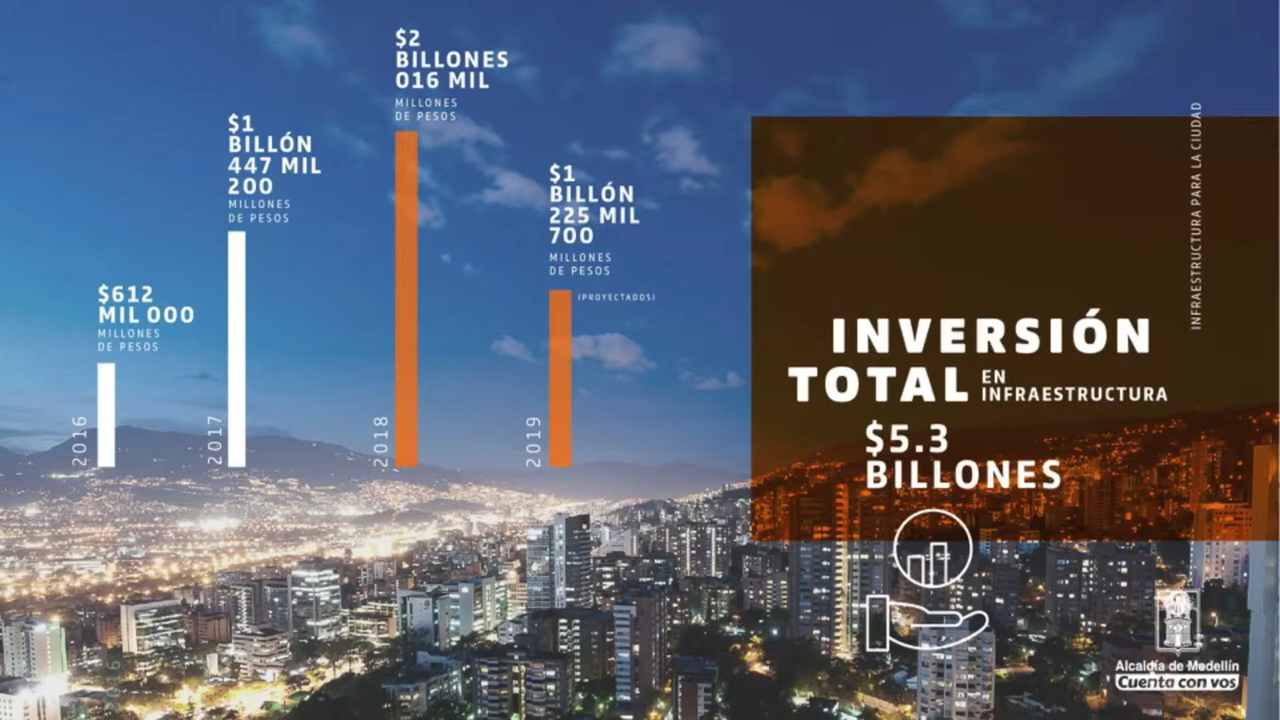 $612
MIL 000
MILLONES
DE PESOS
2016
$1
BILLÓN
447 MIL
200
MILLONES
DE PESOS
2017
$2
BILLONES
016 MIL
MILLONES
DE PESOS
2018
$1
BILLÓN
225 MIL
700
MILLONES
DE PESOS
(PROYECTADOS)
2019
INFRAESTRUCTURA PARA LA CIUDAD
INVERSIÓN
TOTAL EN
INFRAESTRUCTURA
$5.3
BILLONES
Alcaldía de Medellín
Cuenta con vos